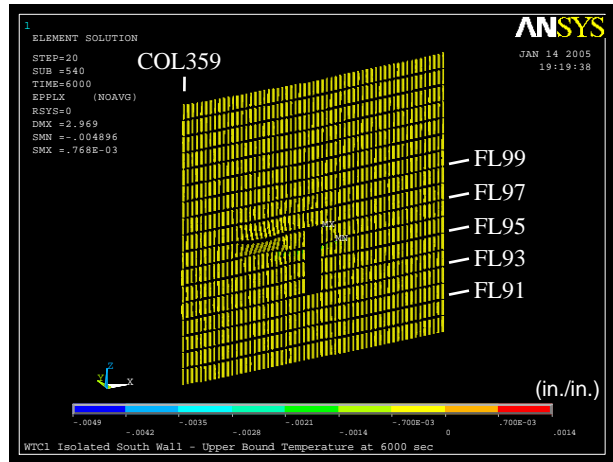 1
ANSYS
ELEMENT SOLUTION
JAN 14 2005
19:19:38
STEP=20
SUB =540
TIME=6000
EPPLX (NOAVG)
RSYS=0
DMX =2.969
SMN =-.004896
SMX =.768E-03
COL359
FL99
FL97
FL95
FL93
FL91
MX
MN
Z
Y
X
(in./in.)
-.0049 -.0035 -.0021 -.700E-03 .700E-03
-.0042 -.0028 -.0014 0 .0014
WTC1 Isolated South Wall - Upper Bound Temperature at 6000 sec